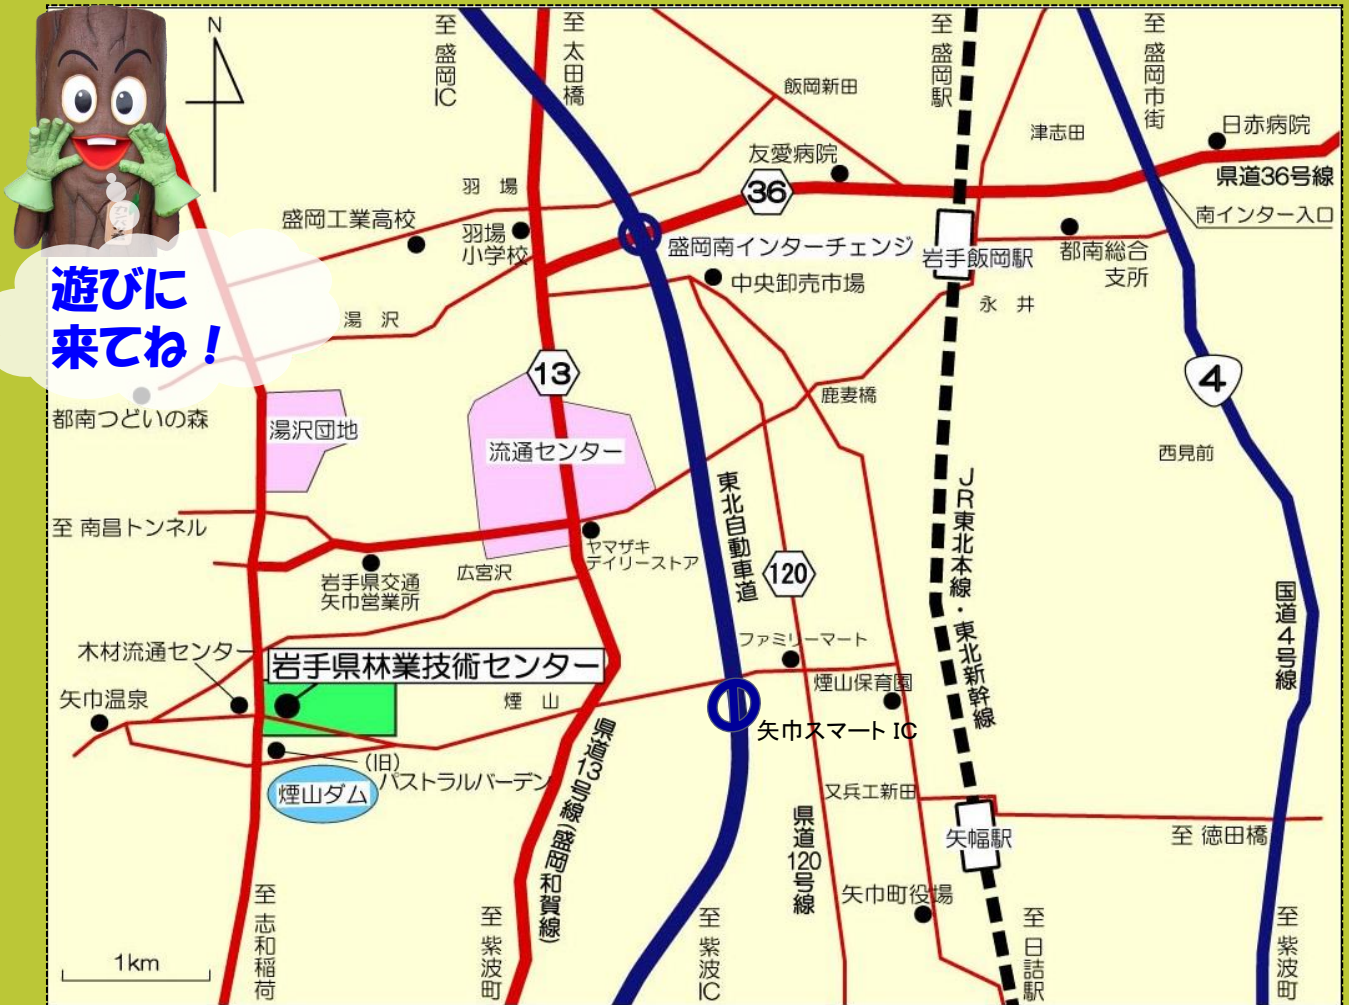 N
至盛岡IC
至太田橋
至盛岡駅
至盛岡市街
飯岡新田
津志田
日赤病院
友愛病院
県道36号線
36
羽 場
南インター入口
盛岡工業高校
羽場
小学校
盛岡南インターチェンジ
岩手飯岡駅
都南総合
支所
中央卸売市場
永 井
遊びに
来てね！
湯 沢
13
4
鹿妻橋
都南つどいの森
湯沢団地
流通センター
西見前
東北自動車道
JR東北本線・東北新幹線
至 南昌トンネル
ヤマザキ
デイリーストア
岩手県交通
矢巾営業所
広宮沢
120
国道4号線
ファミリーマート
木材流通センター
岩手県林業技術センター
煙山保育園
矢巾温泉
煙 山
矢巾スマート IC
県道13号線(盛岡和賀線)
(旧)
パストラルバーデン
煙山ダム
又兵エ新田
県道120号線
矢幅駅
至 徳田橋
矢巾町役場
至志和稲荷
至紫波町
至紫波IC
至日詰駅
至紫波町
1km